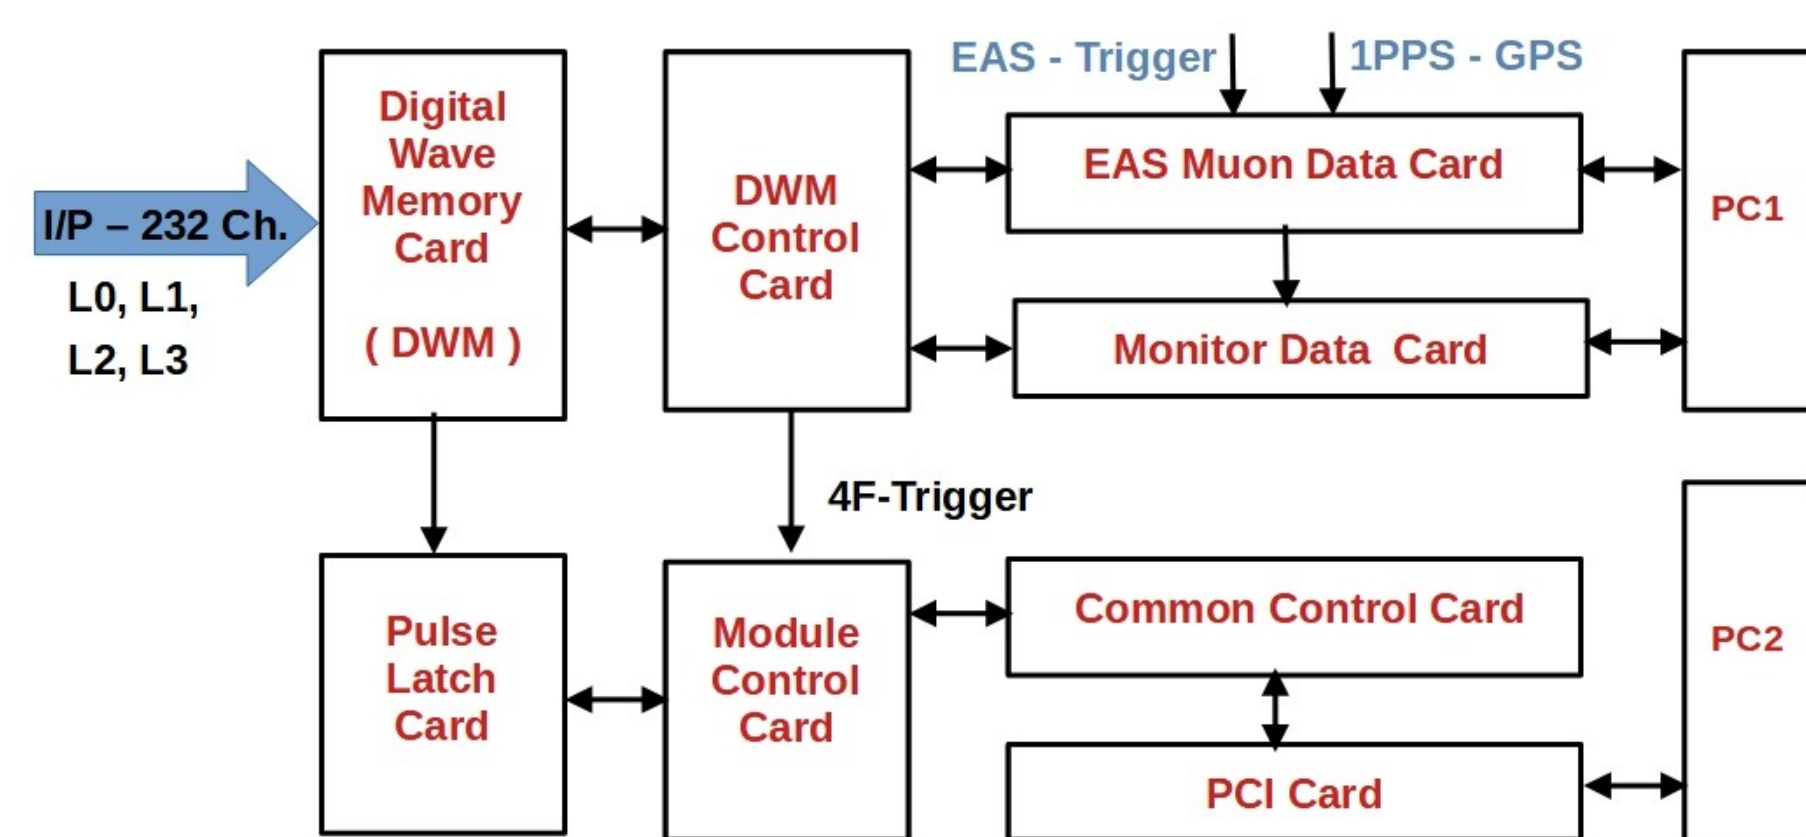 EAS - Trigger
1PPS - GPS
Digital
Wave
Memory
Card
( DWM )
I/P – 232 Ch.
L0, L1,
L2, L3
DWM
Control
Card
EAS Muon Data Card
Monitor Data  Card
PC1
4F-Trigger
Pulse
Latch
Card
Module
Control
Card
Common Control Card
PCI Card
PC2